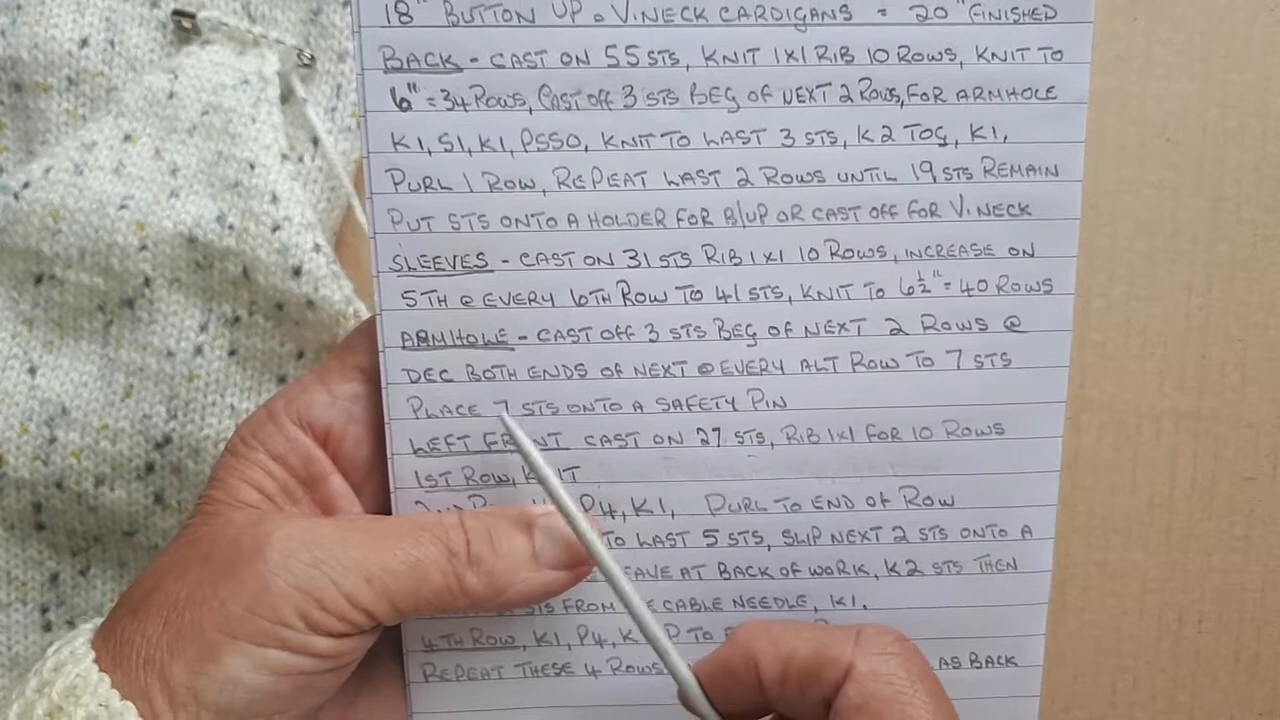 18" BUTTON UP @ V.NECK CARDIGANS = 20" FINISHED
BACK - CAST ON 55 STS, KNIT 1X1 RIB 10 ROWS, KNIT TO
6" = 34 ROWS, CAST OFF 3 STS BEG OF NEXT 2 ROWS, FOR ARMHOLE
K1, S1, K1, PSSO, KNIT TO LAST 3 STS, K2 TOG, K1,
PURL 1 ROW, REPEAT LAST 2 ROWS UNTIL 19 STS REMAIN
PUT STS ONTO A HOLDER FOR B/UP OR CAST OFF FOR V.NECK
SLEEVES - CAST ON 31 STS RIB 1X1 10 ROWS, INCREASE ON
5TH @ EVERY 6TH ROW TO 41 STS, KNIT TO 6½" = 40 ROWS
ARMHOLE - CAST OFF 3 STS BEG OF NEXT 2 ROWS @
DEC BOTH ENDS OF NEXT @ EVERY ALT ROW TO 7 STS
PLACE 7 STS ONTO A SAFETY PIN
LEFT FRONT CAST ON 27 STS, RIB 1X1 FOR 10 ROWS
1ST ROW, KNIT
P4, K1, PURL TO END OF ROW
TO LAST 5 STS, SLIP NEXT 2 STS ONTO A
AT BACK OF WORK, K2 STS THEN
STS FROM CABLE NEEDLE, K1.
4TH ROW, K1, P4, K P TO
REPEAT THESE 4 ROWS AS BACK